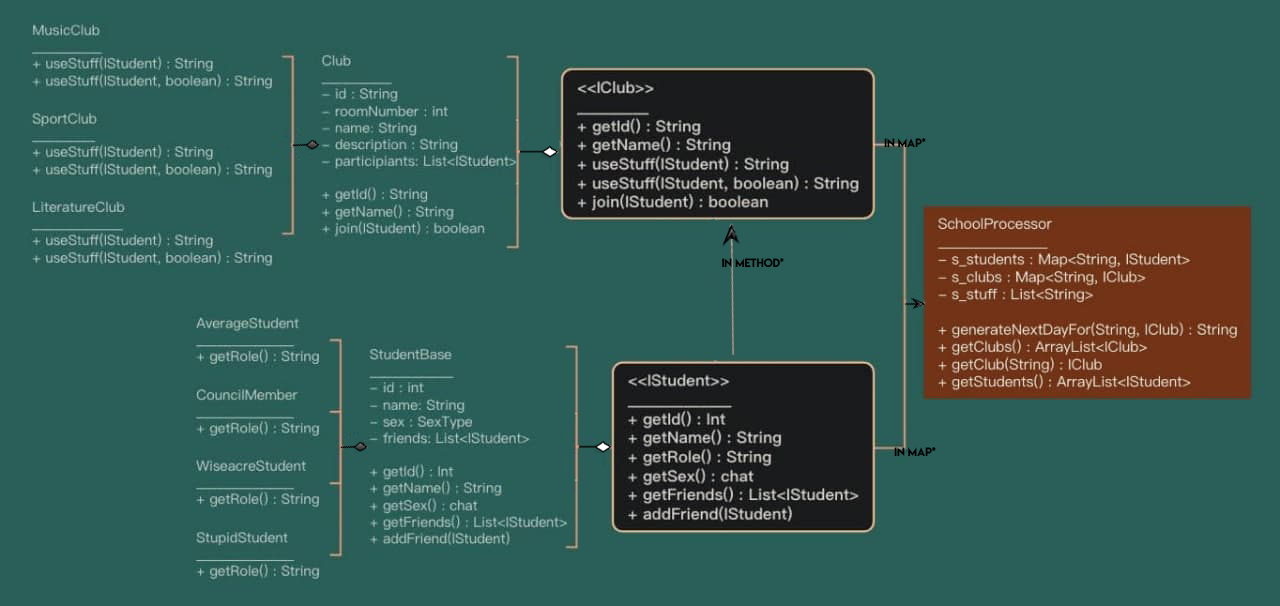 MusicClub
+ useStuff(IStudent) : String
+ useStuff(IStudent, boolean) : String
SportClub
+ useStuff(IStudent) : String
+ useStuff(IStudent, boolean) : String
LiteratureClub
+ useStuff(IStudent) : String
+ useStuff(IStudent, boolean) : String
Club
– id : String
– roomNumber : int
– name: String
– description : String
– participiants: List<IStudent>
+ getId() : String
+ getName() : String
+ join(IStudent) : boolean
<<IClub>>
+ getId() : String
+ getName() : String
+ useStuff(IStudent) : String
+ useStuff(IStudent, boolean) : String
+ join(IStudent) : boolean
IN MAP*
IN METHOD*
SchoolProcessor
– s_students : Map<String, IStudent>
– s_clubs : Map<String, IClub>
– s_stuff : List<String>
+ generateNextDayFor(String, IClub) : String
+ getClubs() : ArrayList<IClub>
+ getClub(String) : IClub
+ getStudents() : ArrayList<IStudent>
AverageStudent
+ getRole() : String
CouncilMember
+ getRole() : String
WiseacreStudent
+ getRole() : String
StupidStudent
+ getRole() : String
StudentBase
– id : int
– name: String
– sex : SexType
– friends: List<IStudent>
+ getId() : Int
+ getName() : String
+ getSex() : chat
+ getFriends() : List<IStudent>
+ addFriend(IStudent)
<<IStudent>>
+ getId() : Int
+ getName() : String
+ getRole() : String
+ getSex() : chat
+ getFriends() : List<IStudent>
+ addFriend(IStudent)
IN MAP*